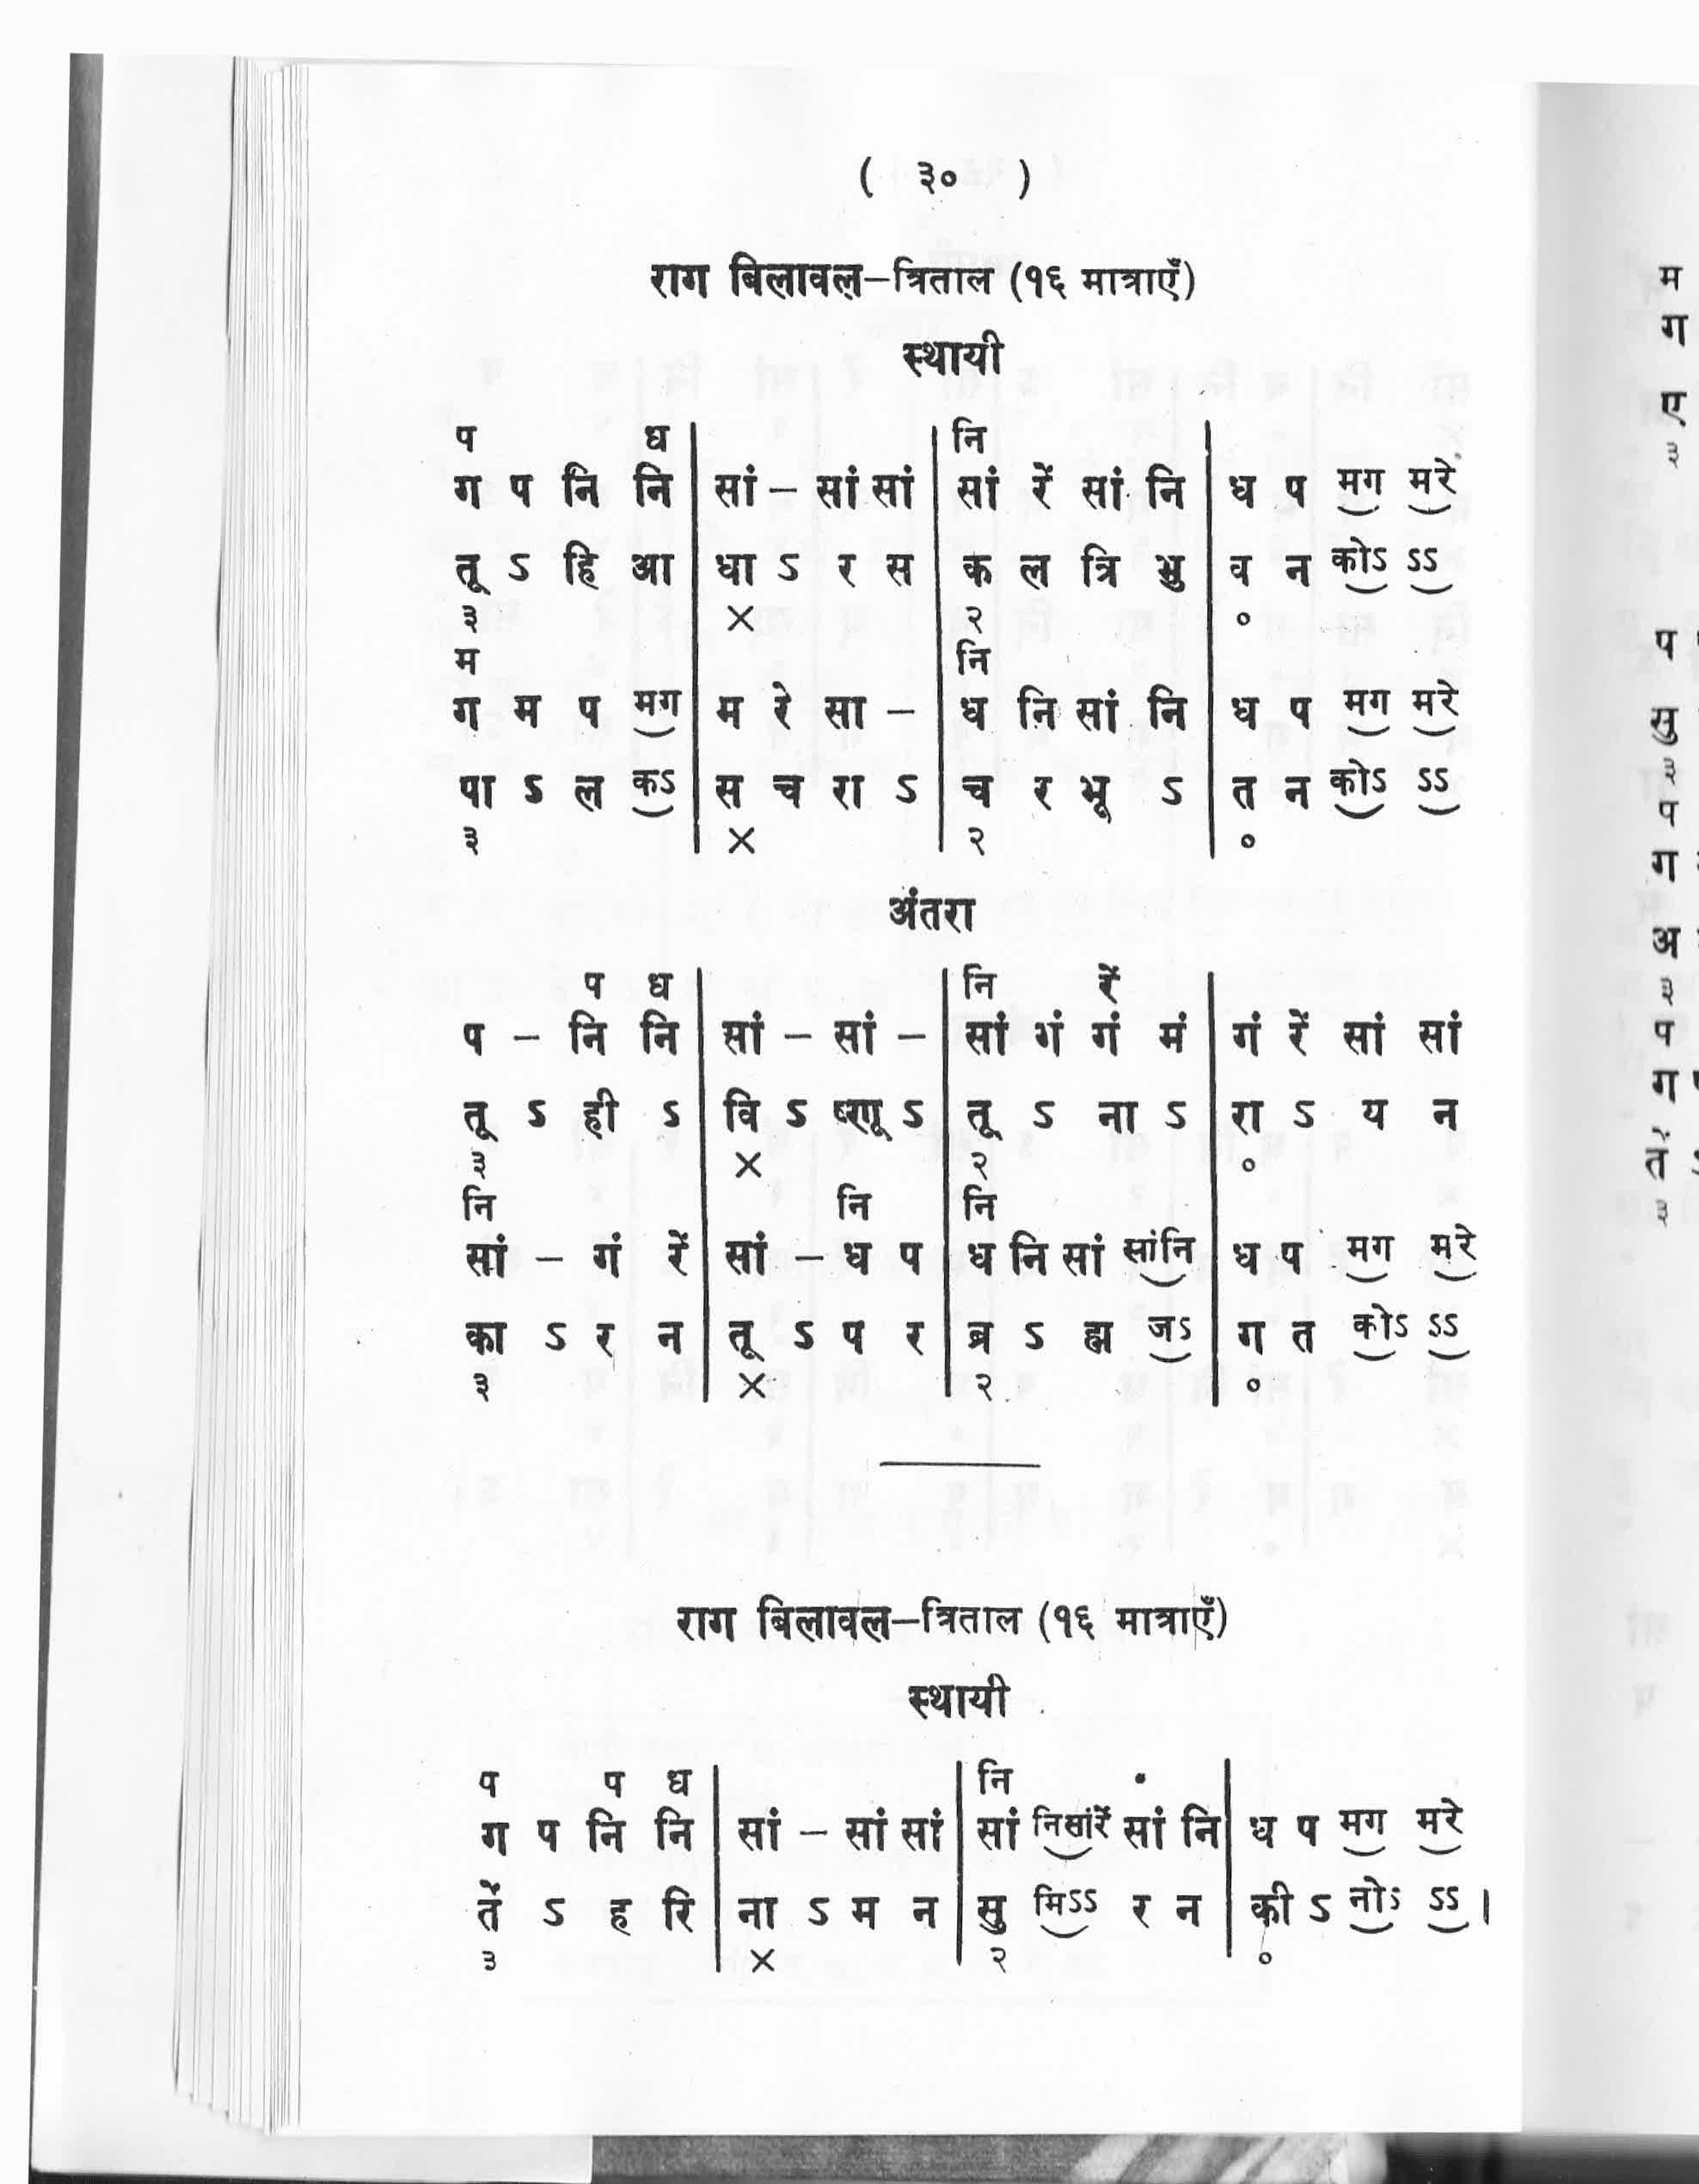 ( ३० )
राग बिलावल–त्रिताल (१६ मात्राएँ)
स्थायी
प ध | नि |
ग प नि नि | सां – सां सां | सां रें सां नि | ध प मग मरे
तू ऽ हि आ | धा ऽ र स | क ल त्रि भु | व न कोऽ ऽऽ
३ × २ ०
म नि
ग म प मग | म रे सा – | ध नि सां नि | ध प मग मरे
पा ऽ ल कऽ | स च रा ऽ | च र भू ऽ | त न कोऽ ऽऽ
३ × २ ०
अंतरा
प ध | नि रें |
प – नि नि | सां – सां – | सां गं गं मं | गं रें सां सां
तू ऽ ही ऽ | वि ऽ ष्णू ऽ | तू ऽ ना ऽ | रा ऽ य न
३ × २ ०
नि नि नि
सां – गं रें | सां – ध प | ध नि सां सांनि | ध प मग मरे
का ऽ र न | तू ऽ प र | ब्र ऽ ह्म जऽ | ग त कोऽ ऽऽ
३ × २ ०
राग बिलावल–त्रिताल (१६ मात्राएँ)
स्थायी
प प ध | नि |
ग प नि नि | सां – सां सां | सां निसांरें सां नि | ध प मग मरे
तें ऽ ह रि | ना ऽ म न | सु मिऽऽ र न | की ऽ नोऽ ऽऽ ।
३ × २ ०
म
ग
ए
३
प
सु
३
प
ग
अ
३
प
ग
तें
३